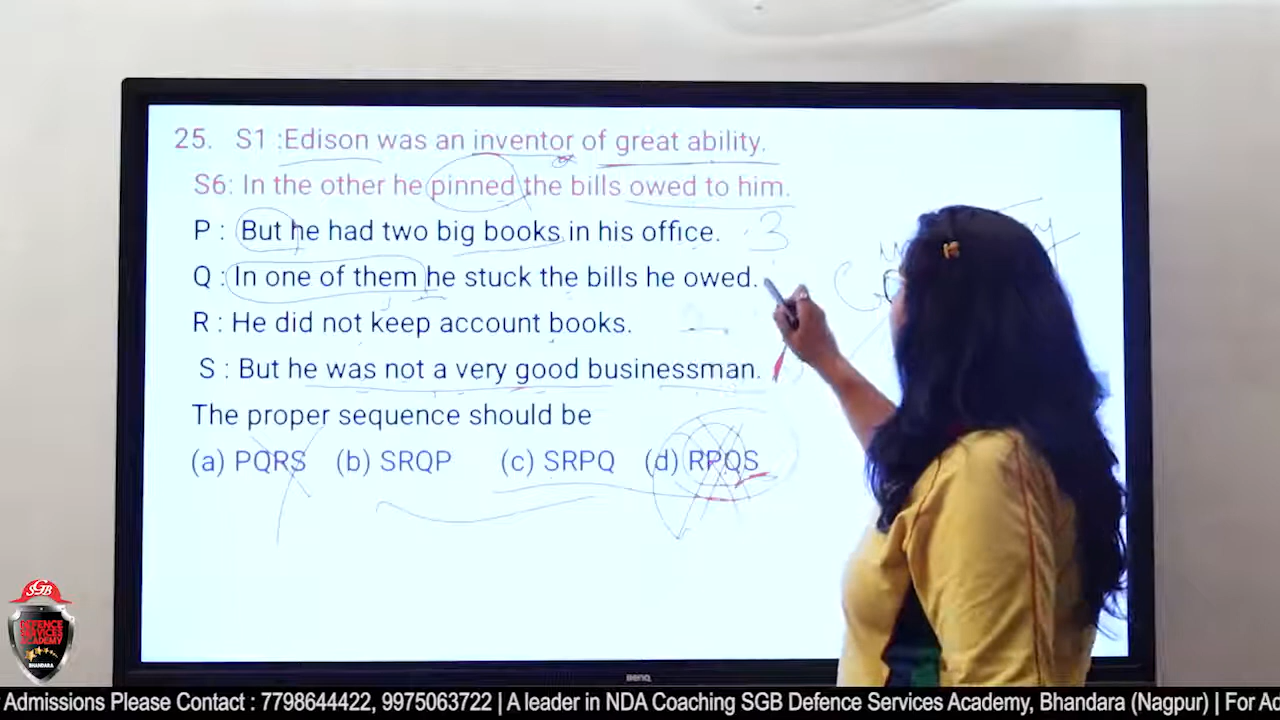 25. S1 :Edison was an inventor of great ability.
S6: In the other he pinned the bills owed to him.
P : But he had two big books in his office. 3
Q : In one of them he stuck the bills he owed.
R : He did not keep account books.
S : But he was not a very good businessman.
The proper sequence should be
(a) PQRS (b) SRQP (c) SRPQ (d) RPQS
BenQ
SGB
DEFENCE
SERVICES
ACADEMY
BHANDARA
Admissions Please Contact : 7798644422, 9975063722 | A leader in NDA Coaching SGB Defence Services Academy, Bhandara (Nagpur) | For Ad